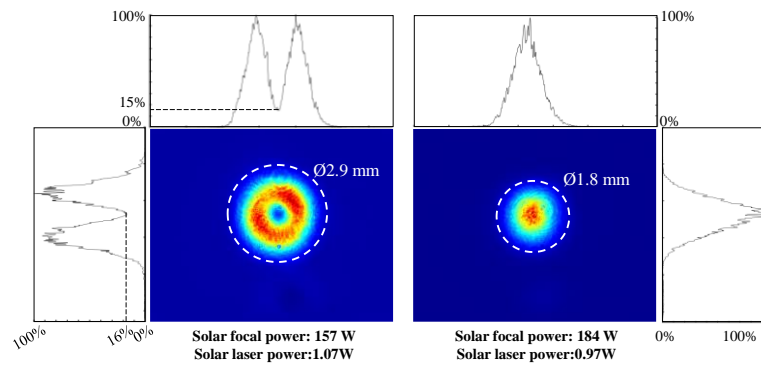 100%
100%
15%
0%
0%
Ø2.9 mm
Ø1.8 mm
100%
16%
0%
0%
100%
Solar focal power: 157 W
Solar laser power:1.07W
Solar focal power: 184 W
Solar laser power:0.97W